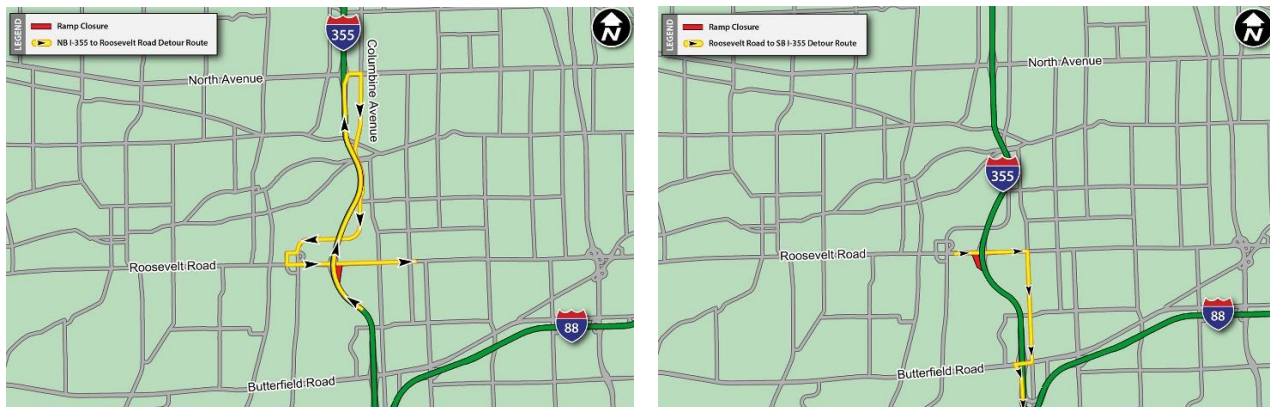 LEGEND
Ramp Closure
NB I-355 to Roosevelt Road Detour Route
355
N
Columbine Avenue
North Avenue
Roosevelt Road
88
Butterfield Road
LEGEND
Ramp Closure
Roosevelt Road to SB I-355 Detour Route
N
North Avenue
355
Roosevelt Road
88
Butterfield Road